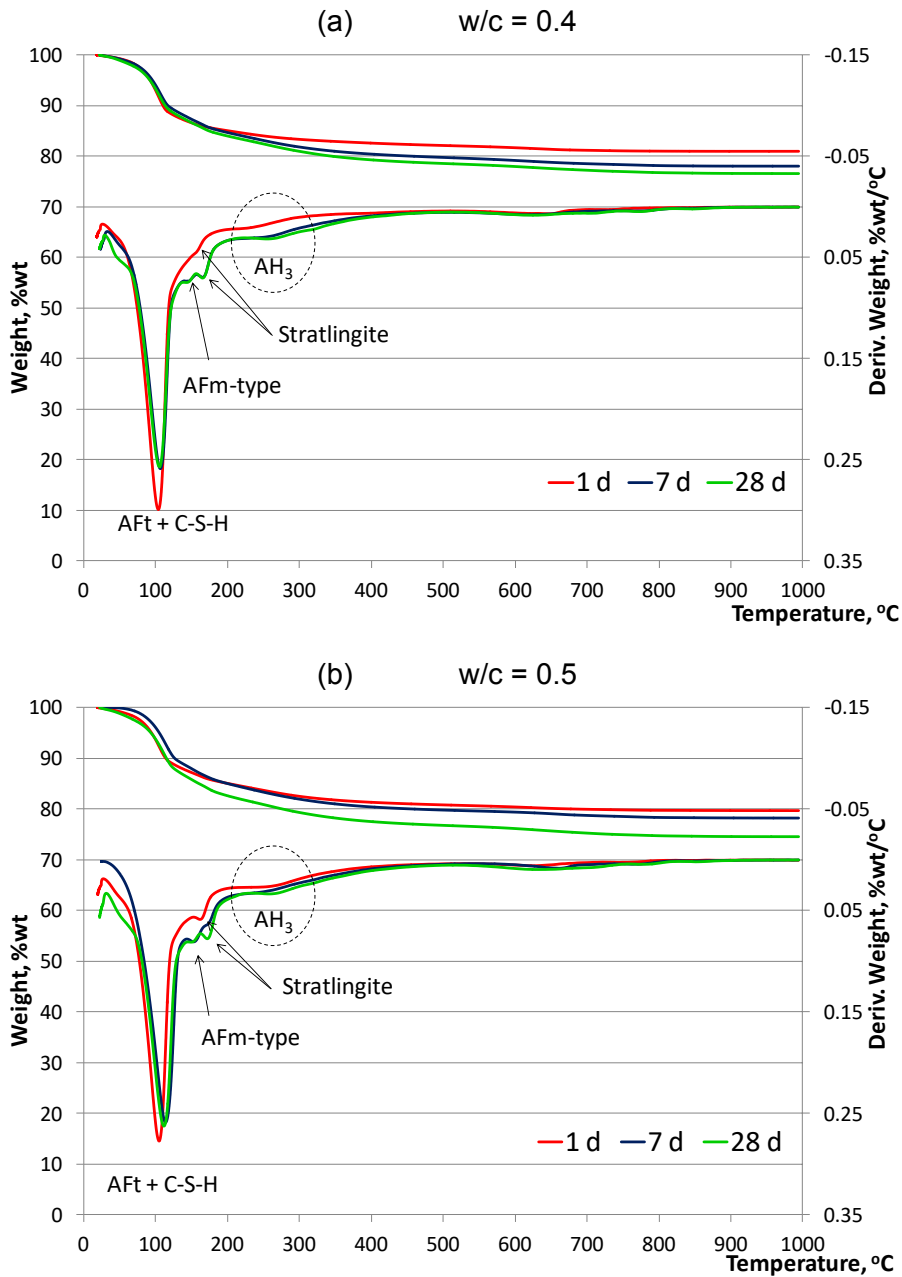 (a) w/c = 0.4
100 -0.15
90
80 -0.05
70
60 0.05
50
40 0.15
30
20 0.25
10
0 0.35
Weight, %wt
Deriv. Weight, %wt/°C
AH3
Stratlingite
AFm-type
1 d 7 d 28 d
AFt + C-S-H
0 100 200 300 400 500 600 700 800 900 1000
Temperature, °C
(b) w/c = 0.5
100 -0.15
90
80 -0.05
70
60 0.05
50
40 0.15
30
20 0.25
10
0 0.35
Weight, %wt
Deriv. Weight, %wt/°C
AH3
Stratlingite
AFm-type
1 d 7 d 28 d
AFt + C-S-H
0 100 200 300 400 500 600 700 800 900 1000
Temperature, °C